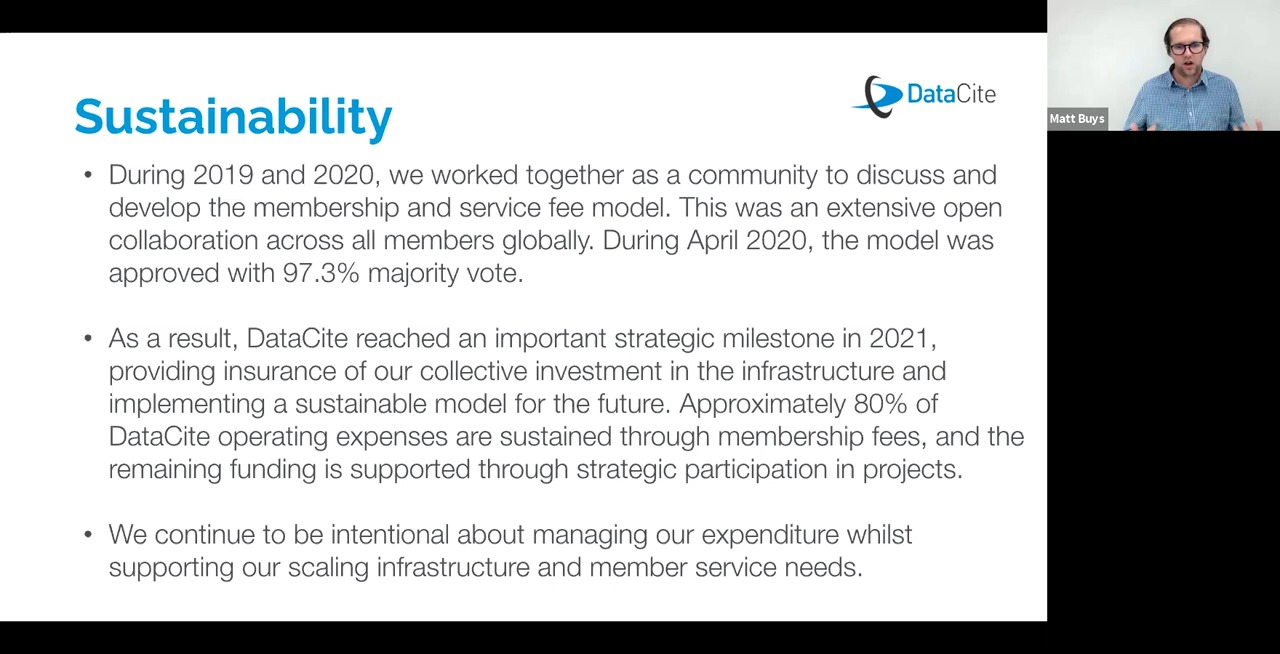 Sustainability
DataCite
Matt Buys
• During 2019 and 2020, we worked together as a community to discuss and
develop the membership and service fee model. This was an extensive open
collaboration across all members globally. During April 2020, the model was
approved with 97.3% majority vote.
• As a result, DataCite reached an important strategic milestone in 2021,
providing insurance of our collective investment in the infrastructure and
implementing a sustainable model for the future. Approximately 80% of
DataCite operating expenses are sustained through membership fees, and the
remaining funding is supported through strategic participation in projects.
• We continue to be intentional about managing our expenditure whilst
supporting our scaling infrastructure and member service needs.